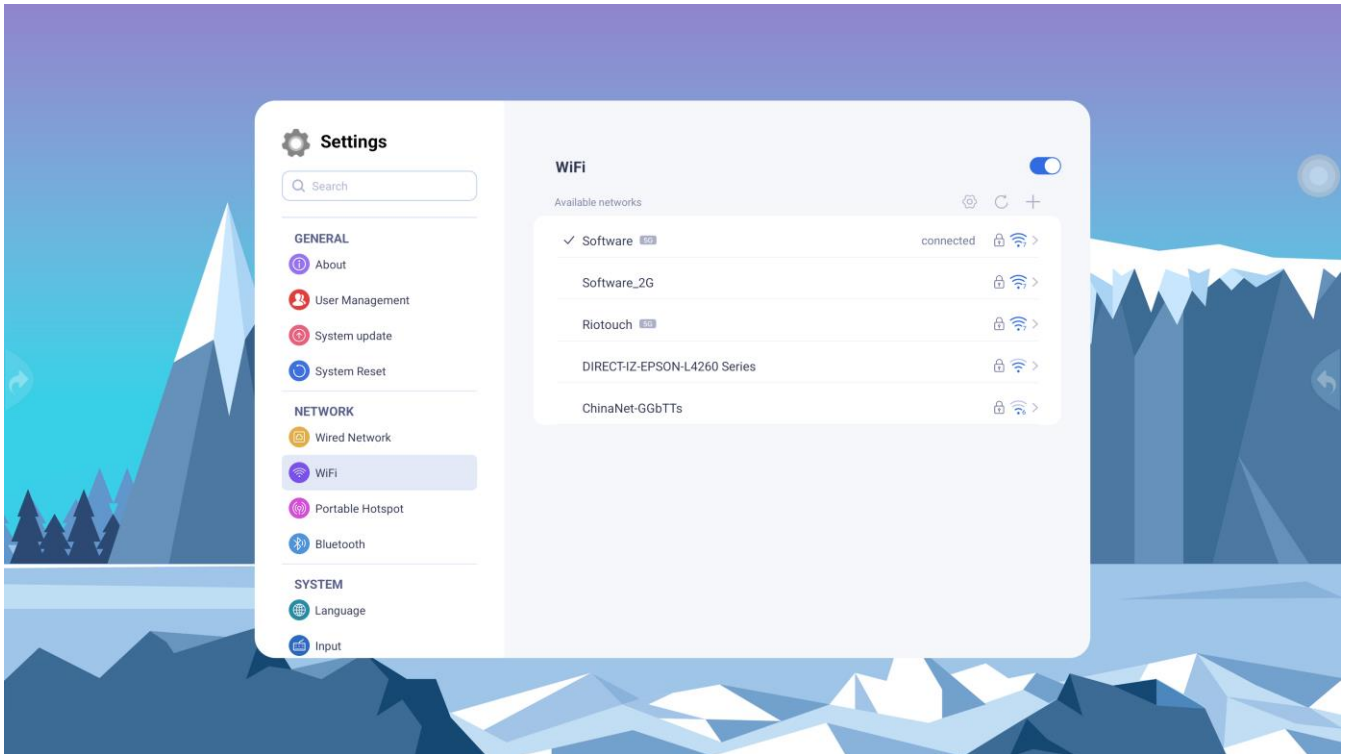 Settings
Search
GENERAL
About
User Management
System update
System Reset
NETWORK
Wired Network
WiFi
Portable Hotspot
Bluetooth
SYSTEM
Language
Input
WiFi
Available networks
Software 5G connected
Software_2G
Riotouch 5G
DIRECT-IZ-EPSON-L4260 Series
ChinaNet-GGbTTs